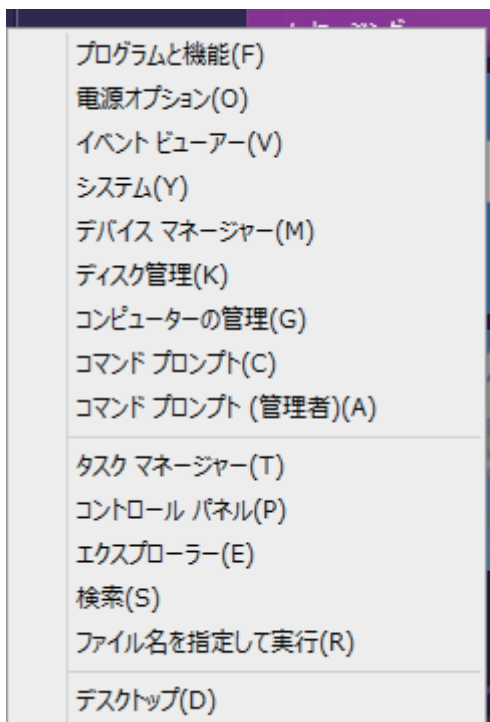 プログラムと機能(F)
電源オプション(O)
イベント ビューアー(V)
システム(Y)
デバイス マネージャー(M)
ディスク管理(K)
コンピューターの管理(G)
コマンド プロンプト(C)
コマンド プロンプト (管理者)(A)
タスク マネージャー(T)
コントロール パネル(P)
エクスプローラー(E)
検索(S)
ファイル名を指定して実行(R)
デスクトップ(D)